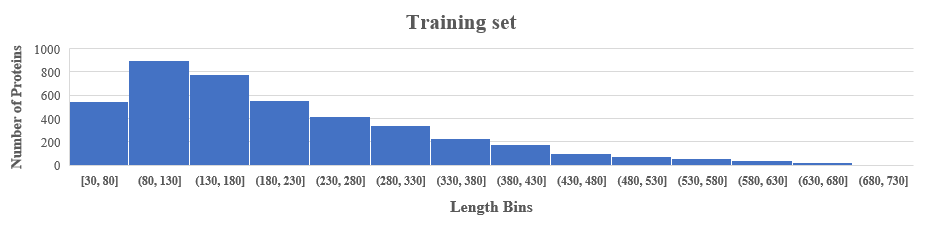 Training set
Number of Proteins
1000
800
600
400
200
0
[30, 80] (80, 130] (130, 180] (180, 230] (230, 280] (280, 330] (330, 380] (380, 430] (430, 480] (480, 530] (530, 580] (580, 630] (630, 680] (680, 730]
Length Bins